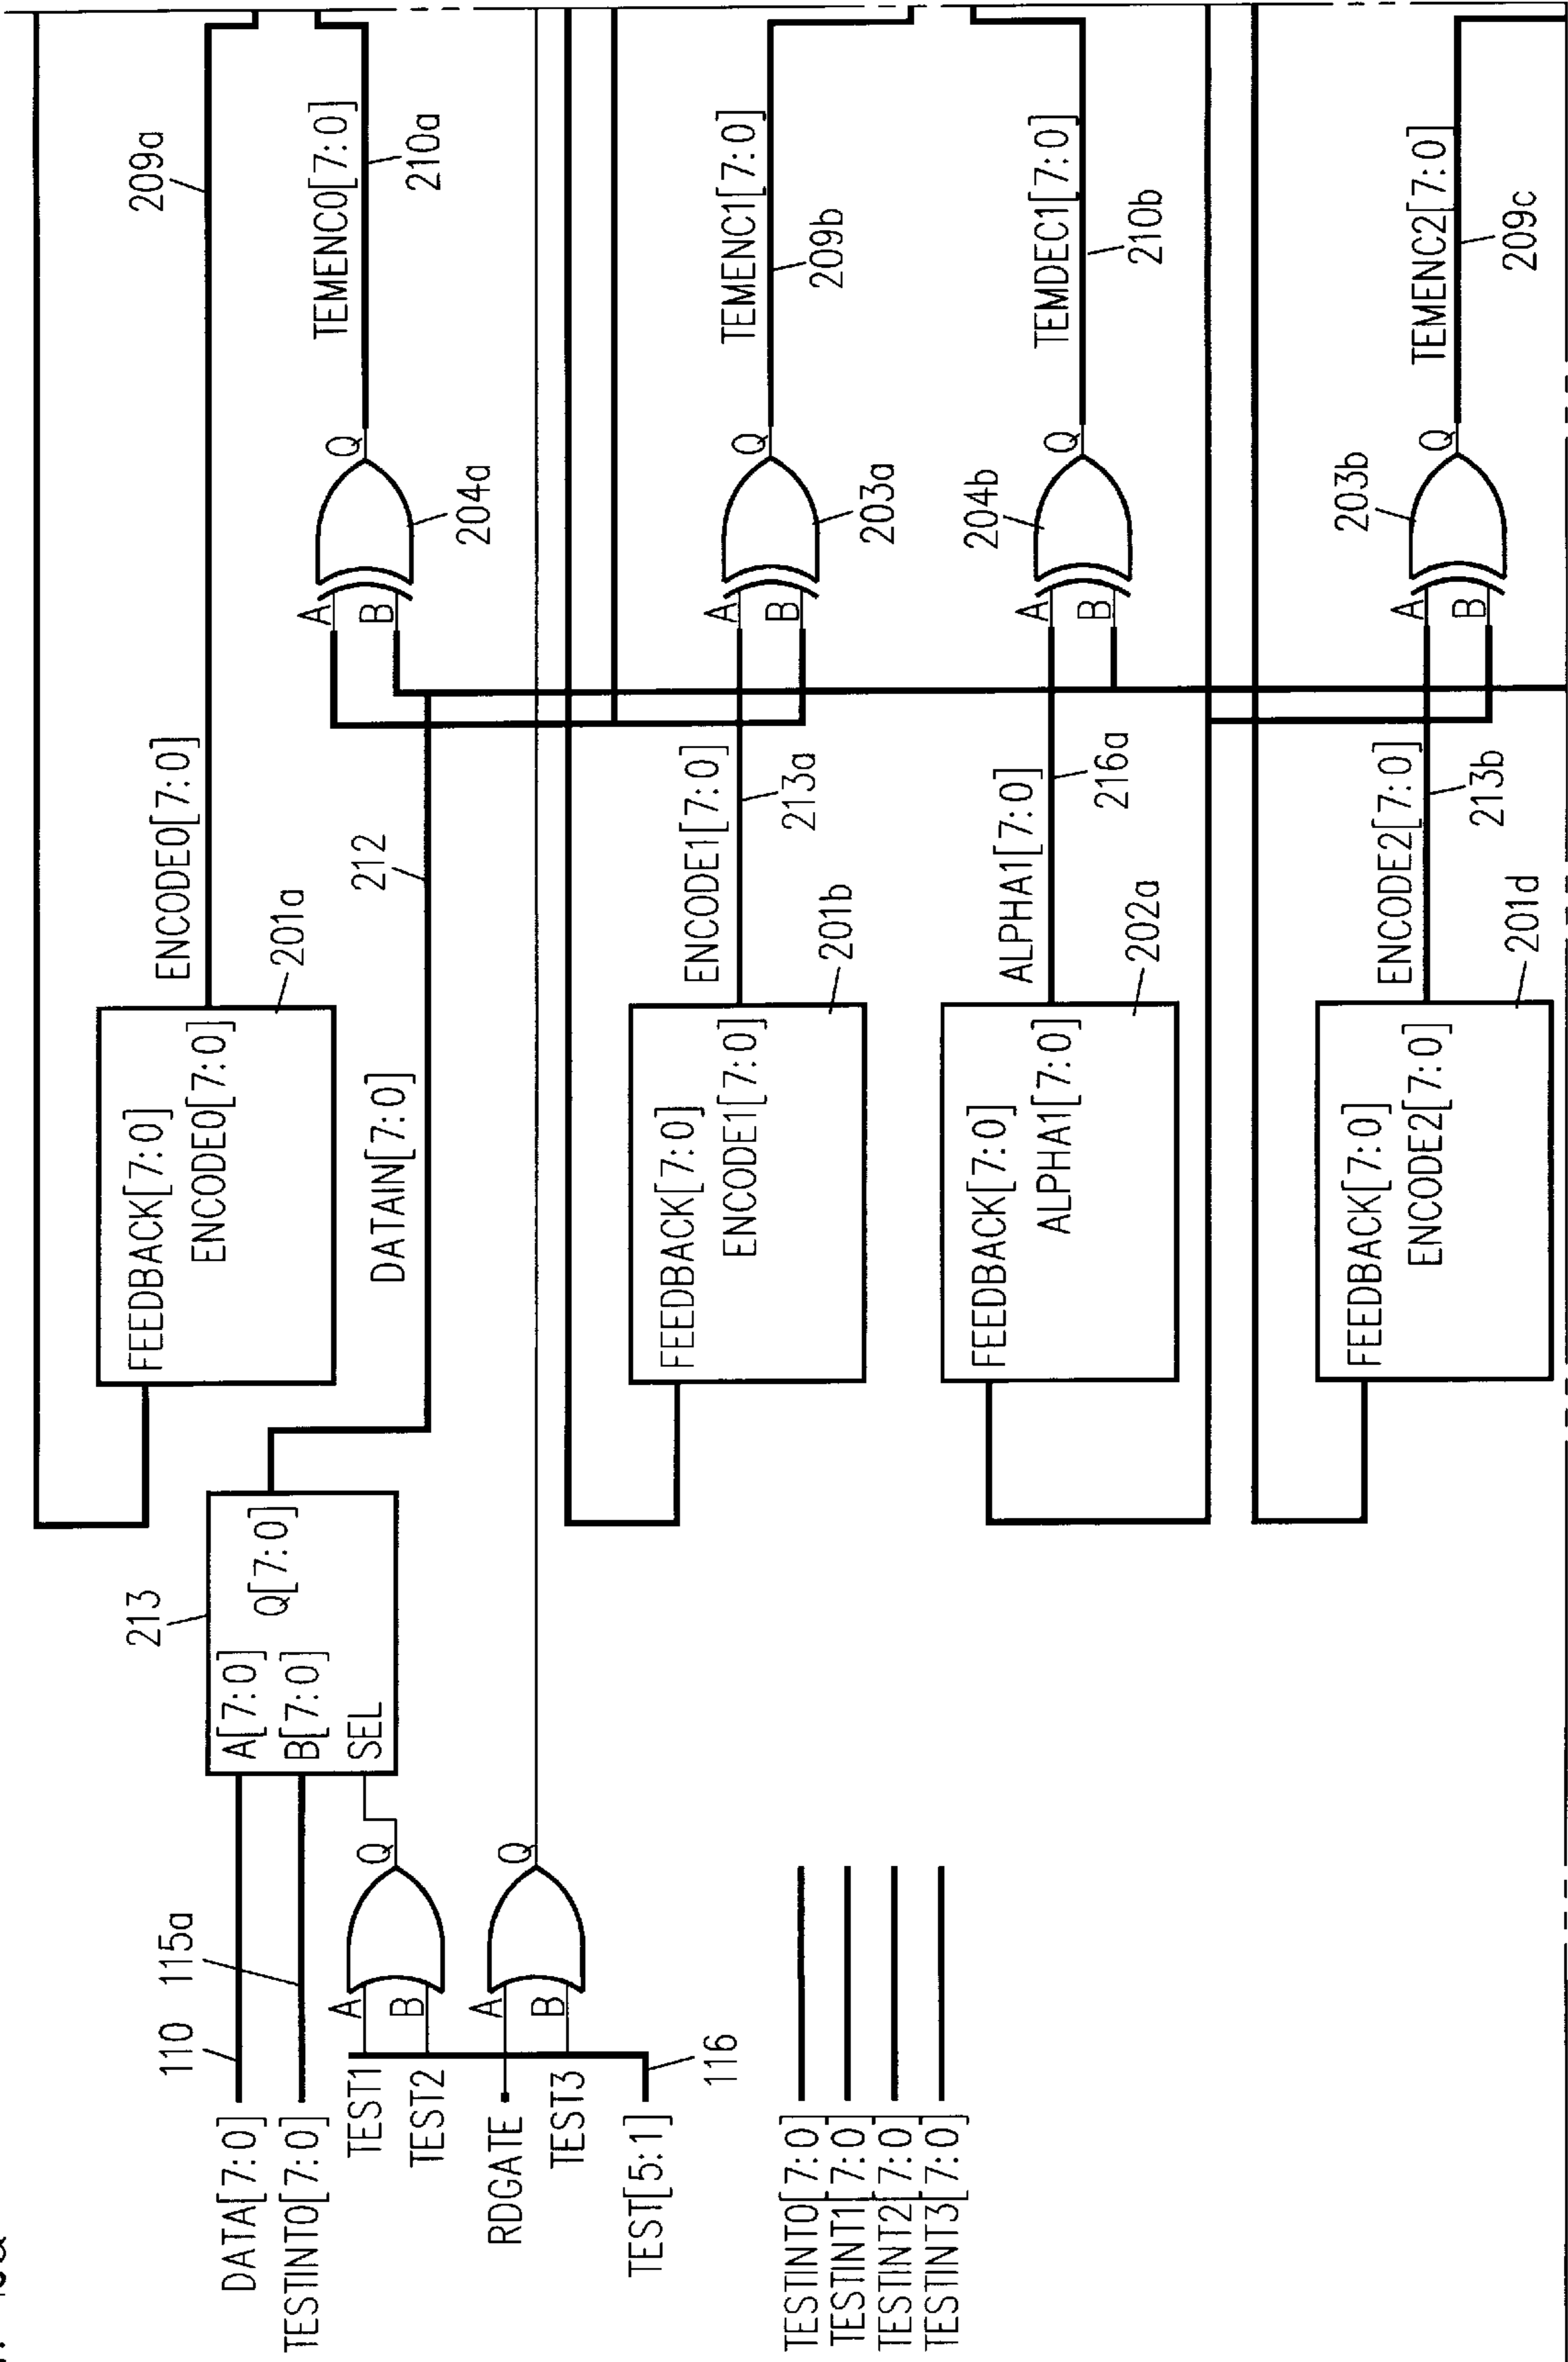 DATA[7:0]
110
TESTINT0[7:0]
115a
TEST1
TEST2
RDGATE
TEST3
TEST[5:1]
116
TESTINT0[7:0]
TESTINT1[7:0]
TESTINT2[7:0]
TESTINT3[7:0]
A
B
Q
A
B
Q
213
A[7:0]
B[7:0]
SEL
Q[7:0]
FEEDBACK[7:0]
ENCODE0[7:0]
201a
ENCODE0[7:0]
209a
DATAIN[7:0]
212
A
B
Q
204a
TEMENC0[7:0]
210a
FEEDBACK[7:0]
ENCODE1[7:0]
201b
ENCODE1[7:0]
213a
A
B
Q
203a
TEMENC1[7:0]
209b
FEEDBACK[7:0]
ALPHA1[7:0]
202a
ALPHA1[7:0]
216a
A
B
Q
204b
TEMDEC1[7:0]
210b
FEEDBACK[7:0]
ENCODE2[7:0]
201d
ENCODE2[7:0]
213b
A
B
Q
203b
TEMENC2[7:0]
209c